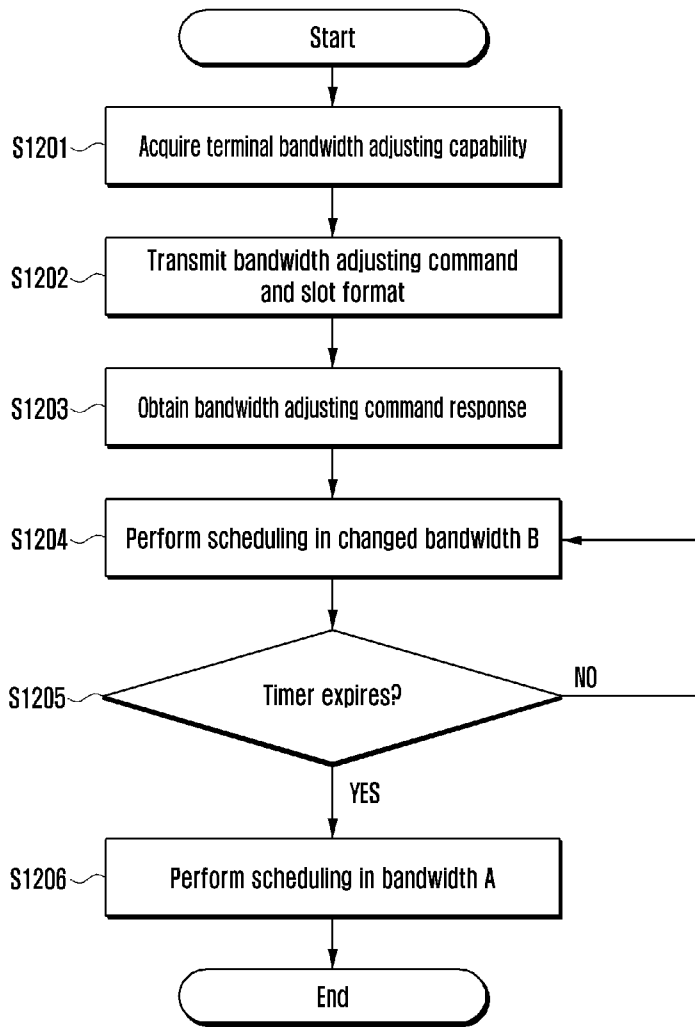 Start
S1201
Acquire terminal bandwidth adjusting capability
S1202
Transmit bandwidth adjusting command
and slot format
S1203
Obtain bandwidth adjusting command response
S1204
Perform scheduling in changed bandwidth B
S1205
Timer expires?
NO
YES
S1206
Perform scheduling in bandwidth A
End